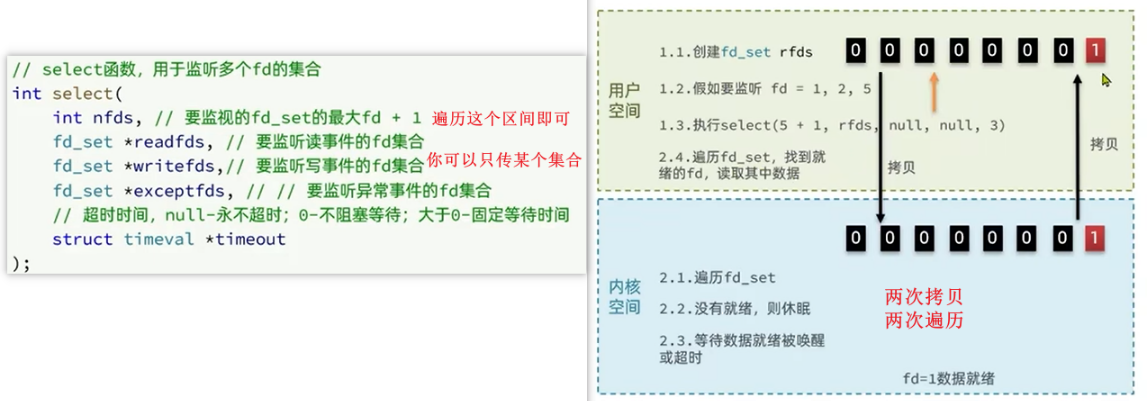 // select函数，用于监听多个fd的集合
int select(
int nfds, // 要监视的fd_set的最大fd + 1 遍历这个区间即可
fd_set *readfds, // 要监听读事件的fd集合
fd_set *writefds,// 要监听写事件的fd集合 你可以只传某个集合
fd_set *exceptfds, // // 要监听异常事件的fd集合
// 超时时间，null-永不超时；0-不阻塞等待；大于0-固定等待时间
struct timeval *timeout
);
用户
空间
1.1.创建fd_set rfds
0 0 0 0 0 0 0 1
1.2.假如要监听 fd = 1, 2, 5
1.3.执行select(5 + 1, rfds, null, null, 3)
2.4.遍历fd_set，找到就
绪的fd，读取其中数据
拷贝
拷贝
内核
空间
0 0 0 0 0 0 0 1
2.1.遍历fd_set
2.2.没有就绪，则休眠
2.3.等待数据就绪被唤醒
或超时
两次拷贝
两次遍历
fd=1数据就绪